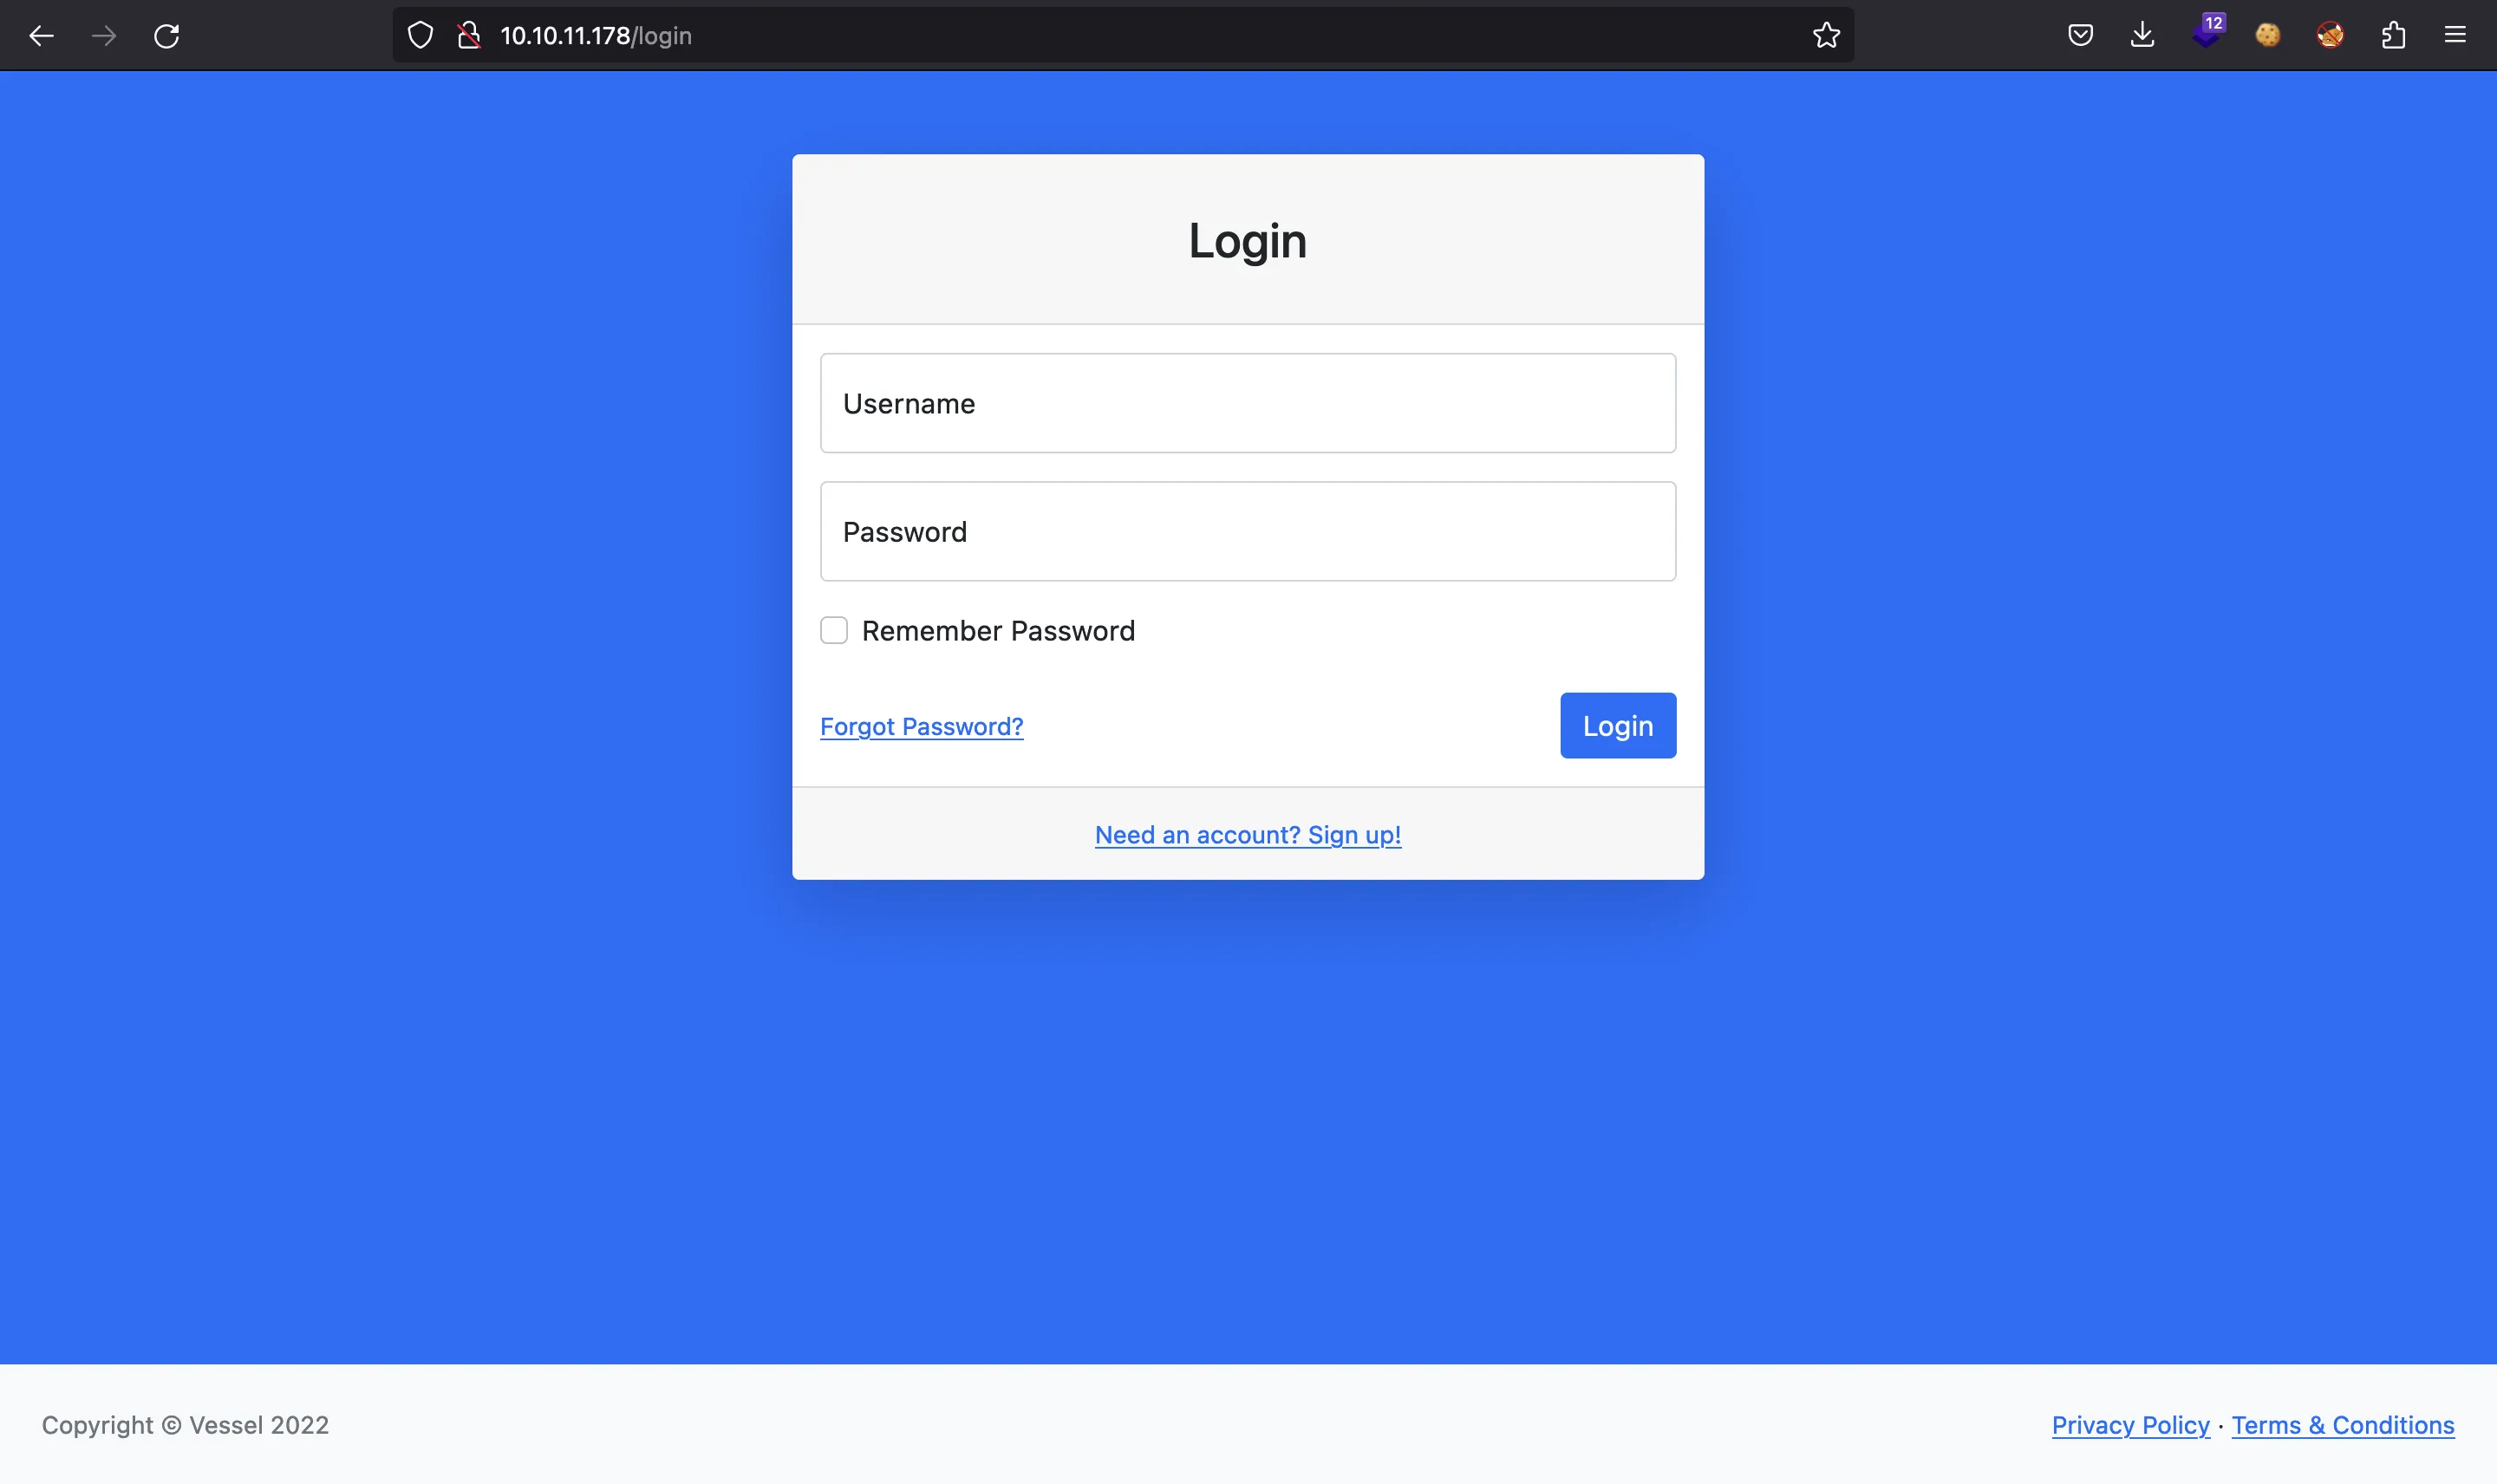 10.10.11.178/login
12
Login
Username
Password
Remember Password
Forgot Password?
Login
Need an account? Sign up!
Copyright © Vessel 2022
Privacy Policy · Terms & Conditions